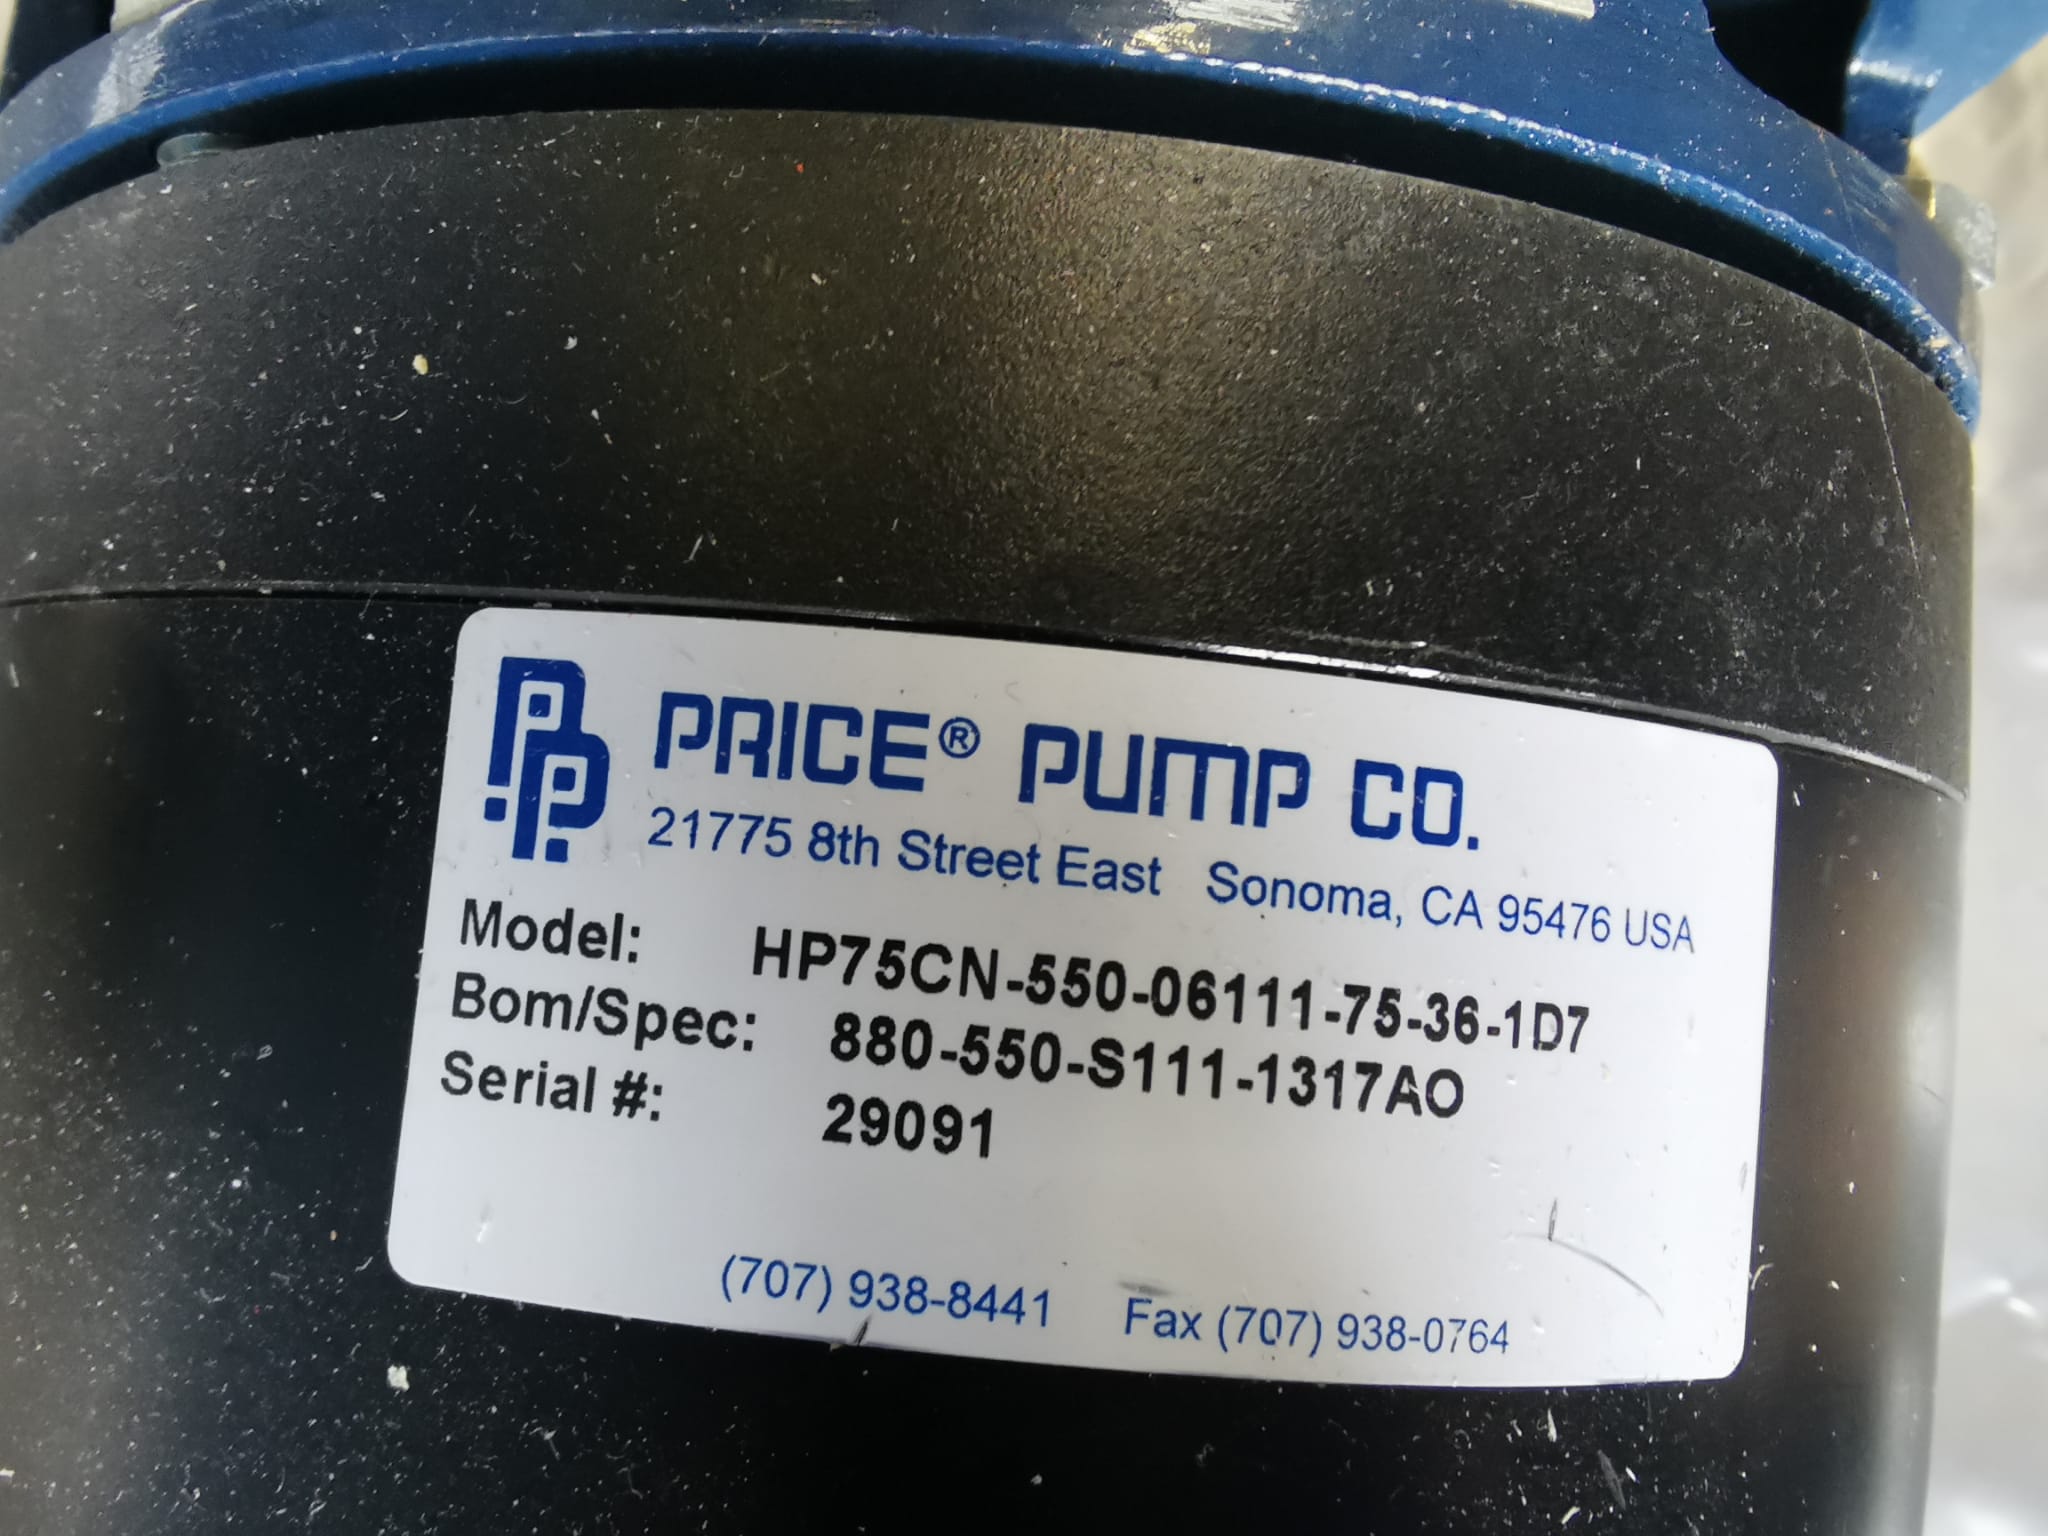 PRICE® PUMP CO.
21775 8th Street East Sonoma, CA 95476 USA
Model: HP75CN-550-06111-75-36-1D7
Bom/Spec: 880-550-S111-1317AO
Serial #: 29091
(707) 938-8441 Fax (707) 938-0764